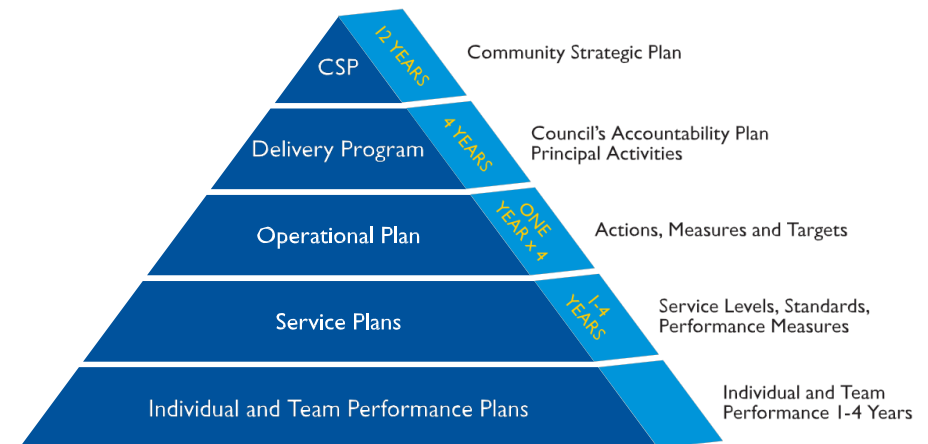 CSP
12 YEARS
Community Strategic Plan
Delivery Program
4 YEARS
Council's Accountability Plan
Principal Activities
Operational Plan
ONE
YEAR x 4
Actions, Measures and Targets
Service Plans
1-4
YEARS
Service Levels, Standards,
Performance Measures
Individual and Team Performance Plans
Individual and Team
Performance 1-4 Years